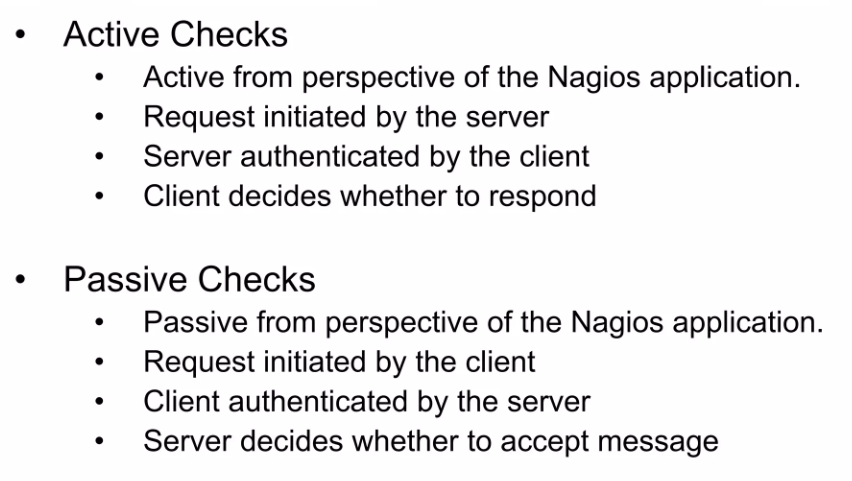 • Active Checks
• Active from perspective of the Nagios application.
• Request initiated by the server
• Server authenticated by the client
• Client decides whether to respond
• Passive Checks
• Passive from perspective of the Nagios application.
• Request initiated by the client
• Client authenticated by the server
• Server decides whether to accept message